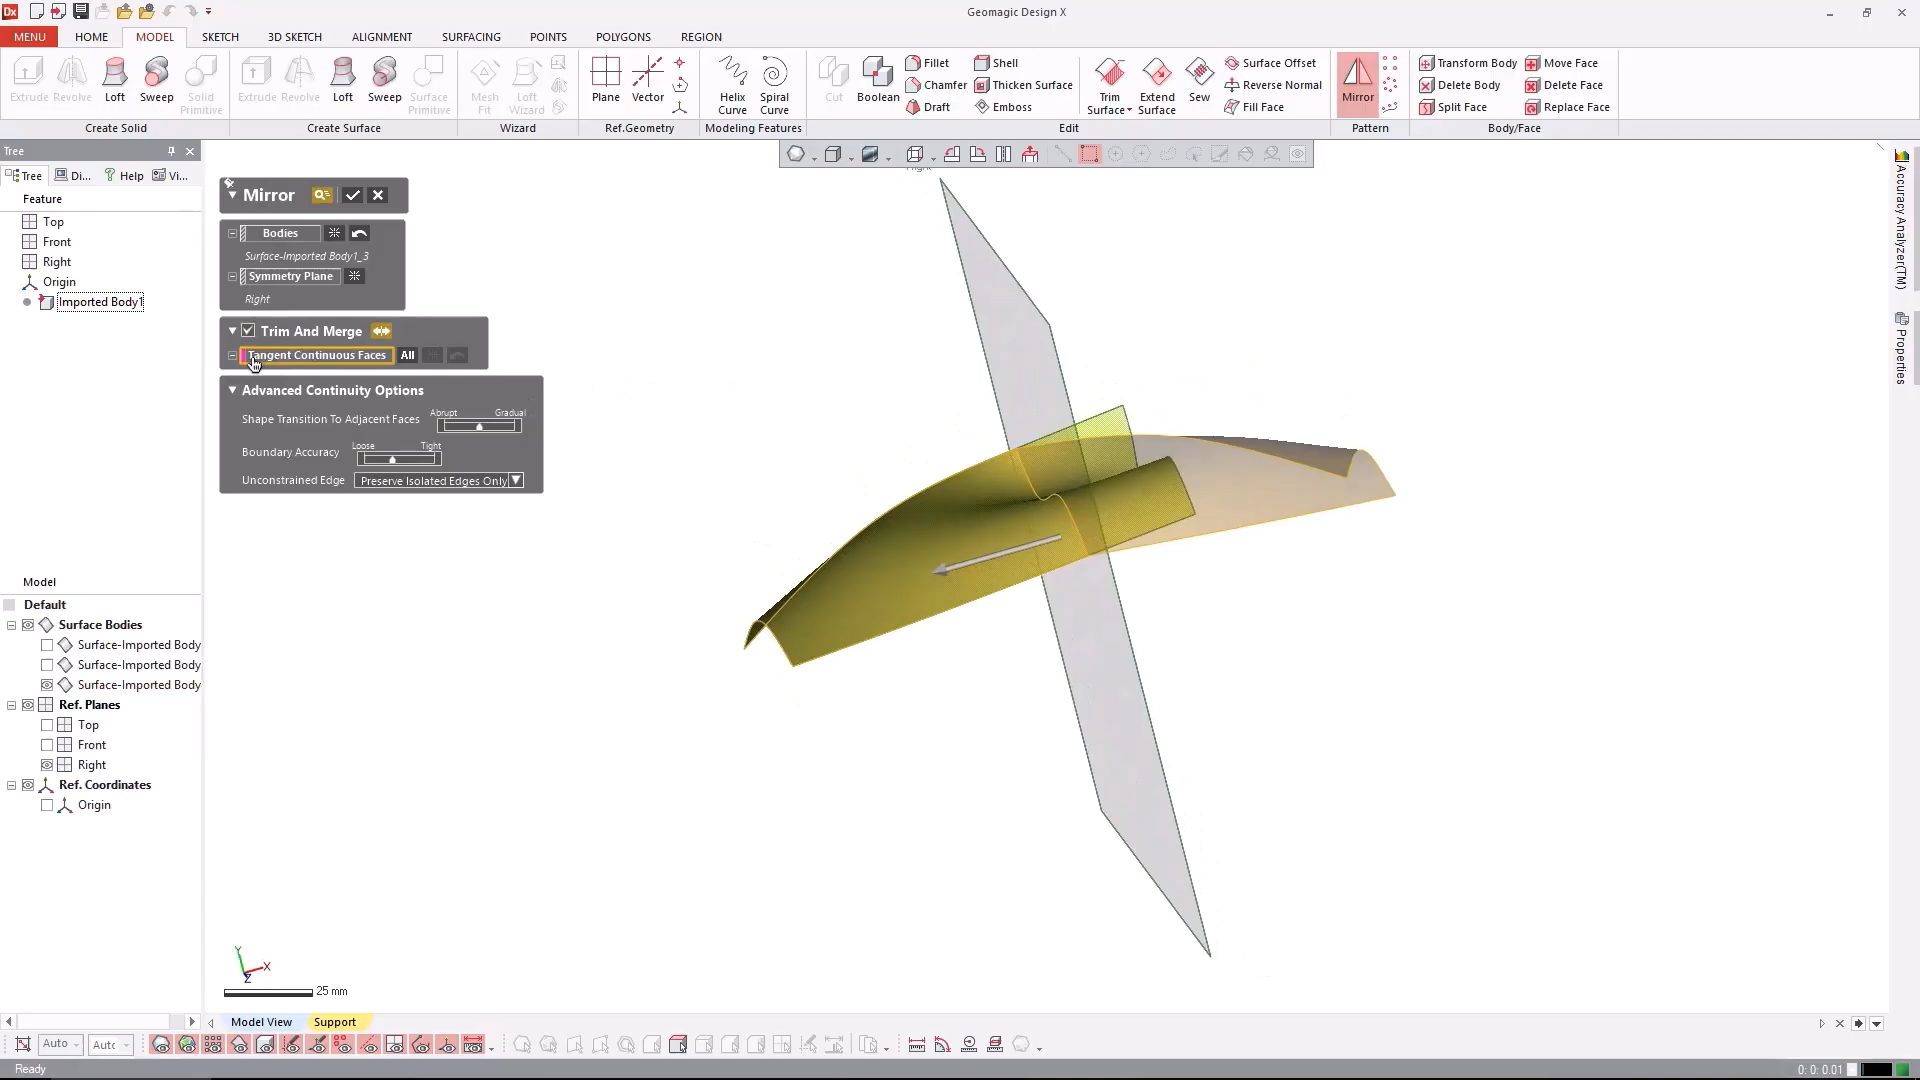 Dx
Geomagic Design X
MENU HOME MODEL SKETCH 3D SKETCH ALIGNMENT SURFACING POINTS POLYGONS REGION
Extrude Revolve Loft Sweep Solid Primitive
Create Solid
Extrude Revolve Loft Sweep Surface Primitive
Create Surface
Mesh Fit Loft Wizard
Wizard
Plane Vector
Ref.Geometry
Helix Curve Spiral Curve
Modeling Features
Cut Boolean
Fillet
Chamfer
Draft
Shell
Thicken Surface
Emboss
Trim Surface Extend Surface Sew
Surface Offset
Reverse Normal
Fill Face
Edit
Mirror
Pattern
Transform Body
Delete Body
Split Face
Move Face
Delete Face
Replace Face
Body/Face
Tree
Tree Di... Help Vi...
Feature
Top
Front
Right
Origin
Imported Body1
Model
Default
Surface Bodies
Surface-Imported Body
Surface-Imported Body
Surface-Imported Body
Ref. Planes
Top
Front
Right
Ref. Coordinates
Origin
Mirror
Bodies
Surface-Imported Body1_3
Symmetry Plane
Right
Trim And Merge
Tangent Continuous Faces All
Advanced Continuity Options
Shape Transition To Adjacent Faces Abrupt Gradual
Boundary Accuracy Loose Tight
Unconstrained Edge Preserve Isolated Edges Only
Accuracy Analyzer(TM)
Properties
Y
X
Z
25 mm
Model View Support
Auto Aut
Ready
0: 0: 0.01